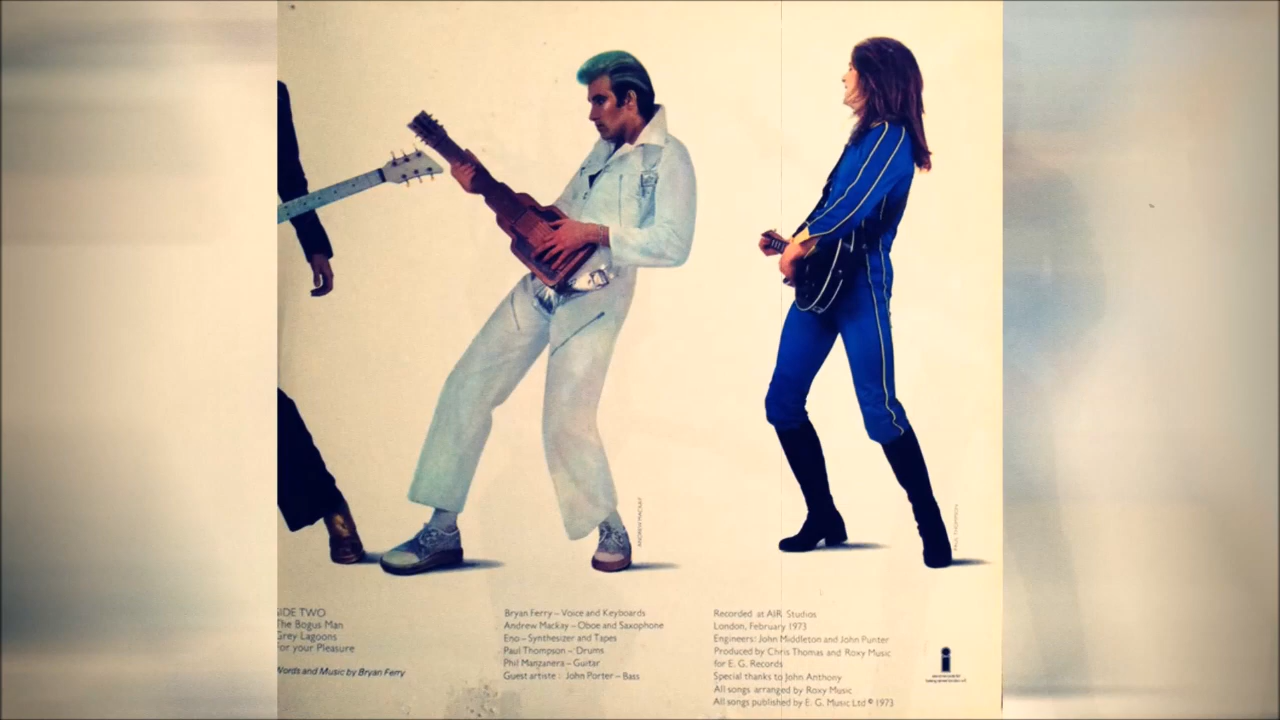 ANDREW MACKAY
PAUL THOMPSON
SIDE TWO
The Bogus Man
Grey Lagoons
For your Pleasure
Words and Music by Bryan Ferry
Bryan Ferry – Voice and Keyboards
Andrew Mackay – Oboe and Saxophone
Eno – Synthesizer and Tapes
Paul Thompson – Drums
Phil Manzanera – Guitar
Guest artiste : John Porter – Bass
Recorded at AIR Studios
London, February 1973
Engineers: John Middleton and John Punter
Produced by Chris Thomas and Roxy Music
for E. G. Records
Special thanks to John Anthony
All songs arranged by Roxy Music
All songs published by E. G. Music Ltd © 1973
i